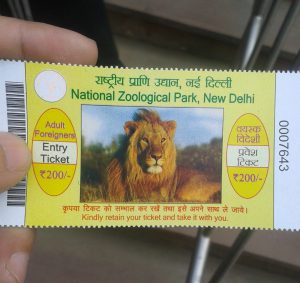 राष्ट्रीय प्राणि उद्यान, नई दिल्ली
National Zoological Park, New Delhi
Adult
Foreigners
Entry
Ticket
₹200/-
वयस्क
विदेशी
प्रवेश
टिकट
₹200/-
0007643
कृपया टिकट को सम्भाल कर रखें तथा इसे अपने साथ ले जायें।
Kindly retain your ticket and take it with you.